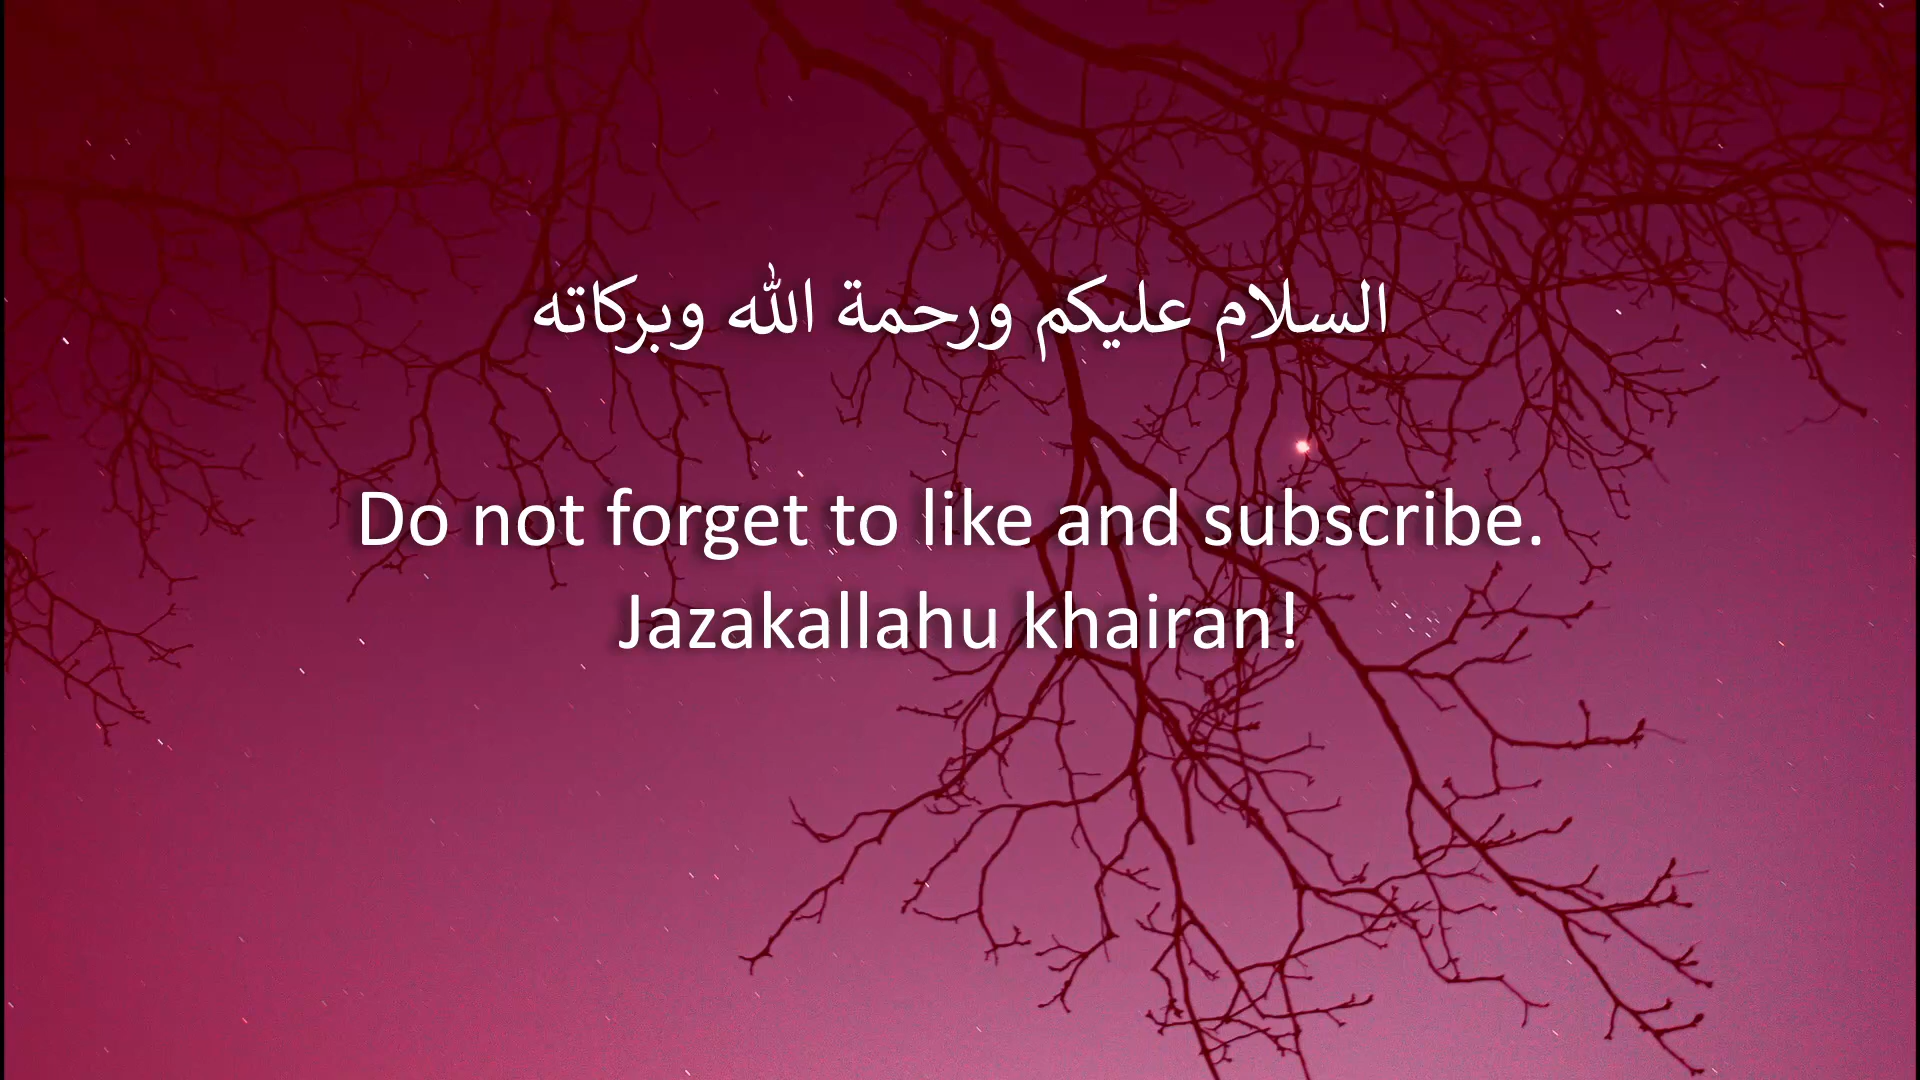 السلام عليكم ورحمة الله وبركاته
Do not forget to like and subscribe.
Jazakallahu khairan!